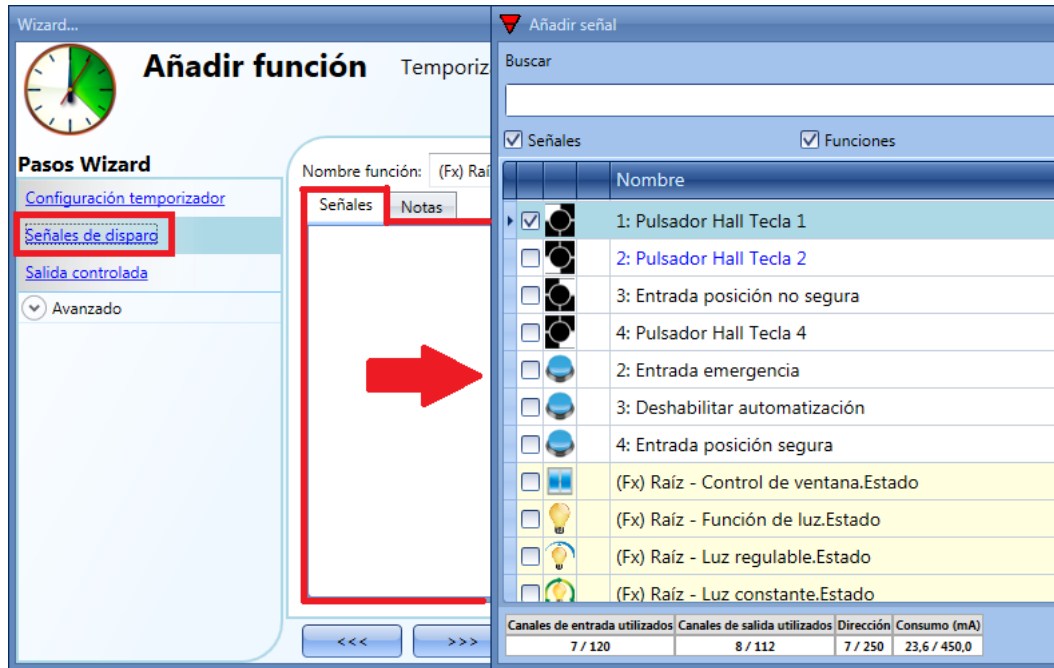 Wizard...
Añadir función
Temporiz
Pasos Wizard
Configuración temporizador
Señales de disparo
Salida controlada
Avanzado
Nombre función: (Fx) Raí
Señales
Notas
<<<
>>>
Añadir señal
Buscar
Señales
Funciones
Nombre
1: Pulsador Hall Tecla 1
2: Pulsador Hall Tecla 2
3: Entrada posición no segura
4: Pulsador Hall Tecla 4
2: Entrada emergencia
3: Deshabilitar automatización
4: Entrada posición segura
(Fx) Raíz - Control de ventana.Estado
(Fx) Raíz - Función de luz.Estado
(Fx) Raíz - Luz regulable.Estado
(Fx) Raíz - Luz constante.Estado
Canales de entrada utilizados Canales de salida utilizados Dirección Consumo (mA)
7 / 120 8 / 112 7 / 250 23,6 / 450,0